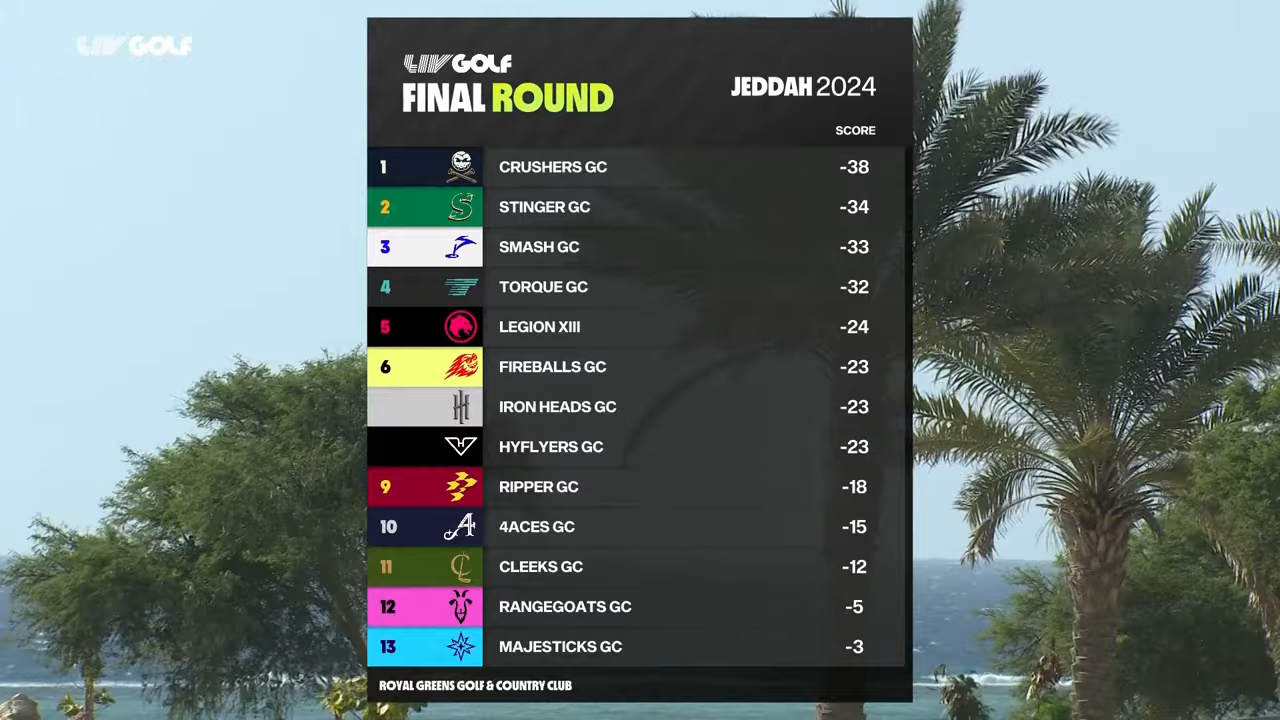 LIV GOLF
LIV GOLF
FINAL ROUND
JEDDAH 2024
SCORE
1 CRUSHERS GC -38
2 STINGER GC -34
3 SMASH GC -33
4 TORQUE GC -32
5 LEGION XIII -24
6 FIREBALLS GC -23
IRON HEADS GC -23
HYFLYERS GC -23
9 RIPPER GC -18
10 4ACES GC -15
11 CLEEKS GC -12
12 RANGEGOATS GC -5
13 MAJESTICKS GC -3
ROYAL GREENS GOLF & COUNTRY CLUB